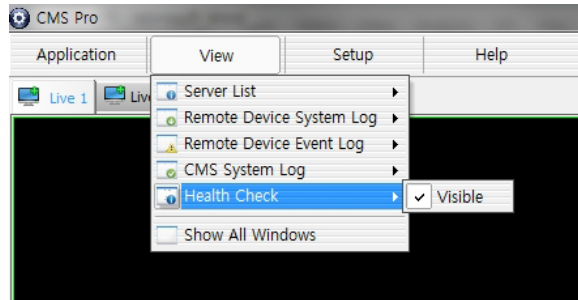 CMS Pro
Application View Setup Help
Live 1 Liv
Server List
Remote Device System Log
Remote Device Event Log
CMS System Log
Health Check Visible
Show All Windows